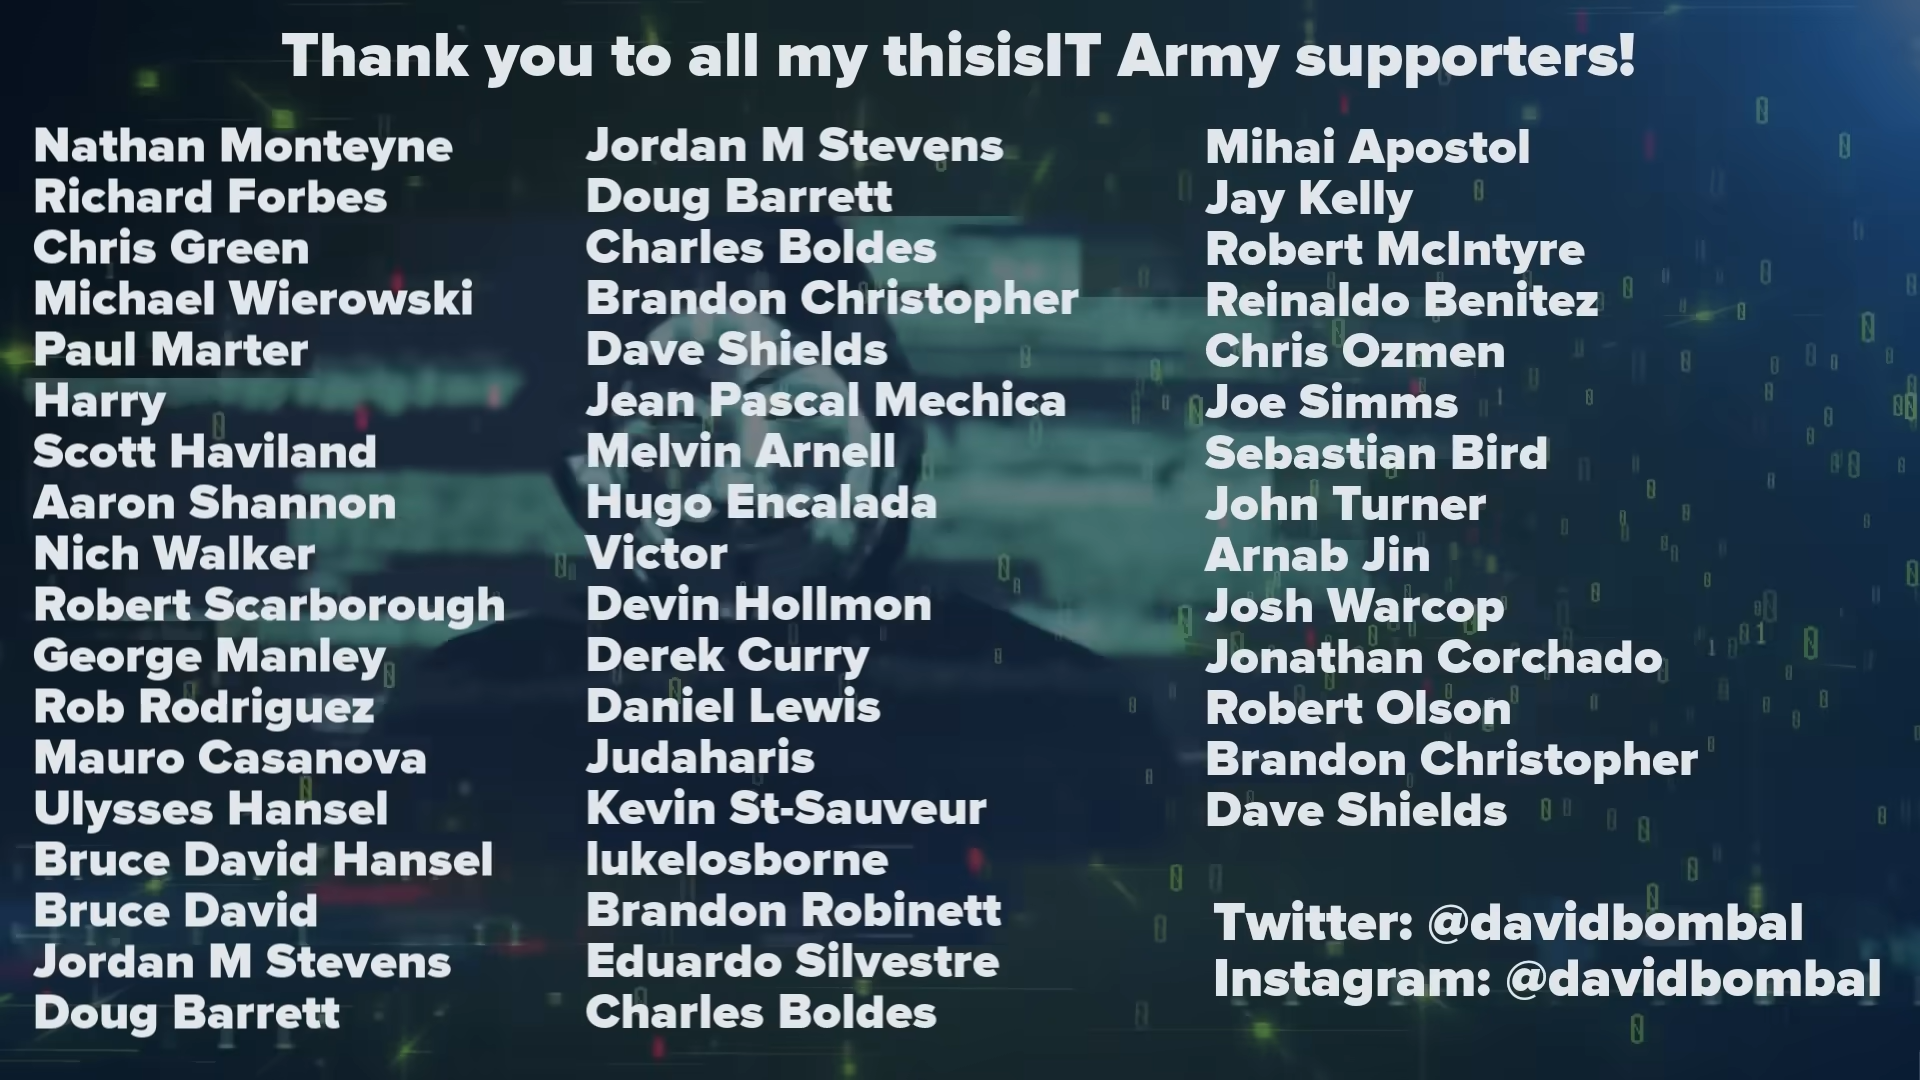 Thank you to all my thisisIT Army supporters!
Nathan Monteyne
Richard Forbes
Chris Green
Michael Wierowski
Paul Marter
Harry
Scott Haviland
Aaron Shannon
Nich Walker
Robert Scarborough
George Manley
Rob Rodriguez
Mauro Casanova
Ulysses Hansel
Bruce David Hansel
Bruce David
Jordan M Stevens
Doug Barrett
Jordan M Stevens
Doug Barrett
Charles Boldes
Brandon Christopher
Dave Shields
Jean Pascal Mechica
Melvin Arnell
Hugo Encalada
Victor
Devin Hollmon
Derek Curry
Daniel Lewis
Judaharis
Kevin St-Sauveur
lukelosborne
Brandon Robinett
Eduardo Silvestre
Charles Boldes
Mihai Apostol
Jay Kelly
Robert McIntyre
Reinaldo Benitez
Chris Ozmen
Joe Simms
Sebastian Bird
John Turner
Arnab Jin
Josh Warcop
Jonathan Corchado
Robert Olson
Brandon Christopher
Dave Shields
Twitter: @davidbombal
Instagram: @davidbombal